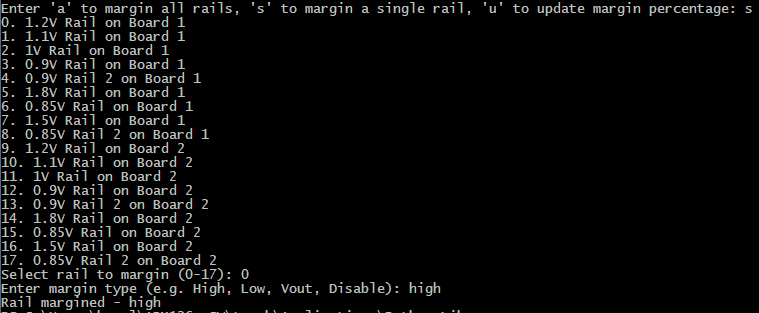 Enter 'a' to margin all rails, 's' to margin a single rail, 'u' to update margin percentage: s
0. 1.2V Rail on Board 1
1. 1.1V Rail on Board 1
2. 1V Rail on Board 1
3. 0.9V Rail on Board 1
4. 0.9V Rail 2 on Board 1
5. 1.8V Rail on Board 1
6. 0.85V Rail on Board 1
7. 1.5V Rail on Board 1
8. 0.85V Rail 2 on Board 1
9. 1.2V Rail on Board 2
10. 1.1V Rail on Board 2
11. 1V Rail on Board 2
12. 0.9V Rail on Board 2
13. 0.9V Rail 2 on Board 2
14. 1.8V Rail on Board 2
15. 0.85V Rail on Board 2
16. 1.5V Rail on Board 2
17. 0.85V Rail 2 on Board 2
Select rail to margin (0-17): 0
Enter margin type (e.g. High, Low, Vout, Disable): high
Rail margined - high